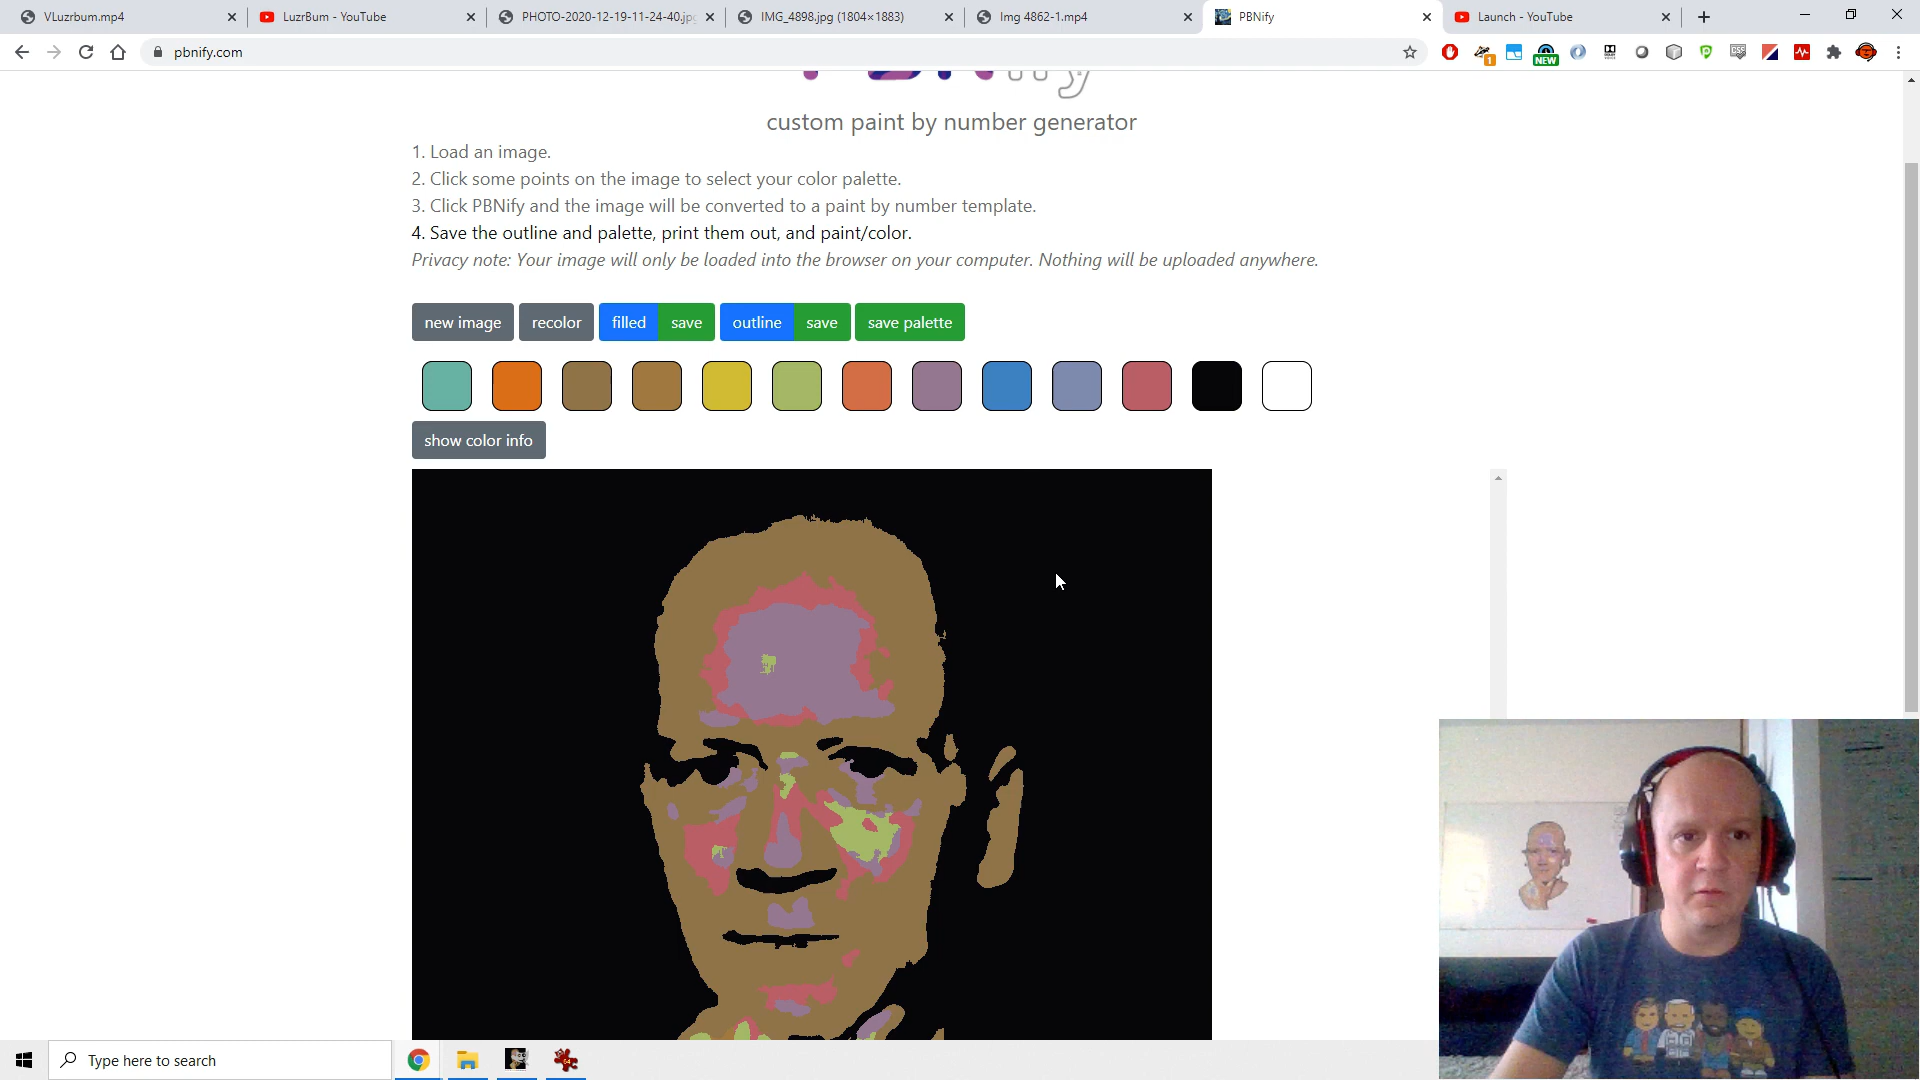 VLuzrbum.mp4
LuzrBum - YouTube
PHOTO-2020-12-19-11-24-40.jpg
IMG_4898.jpg (1804×1883)
Img 4862-1.mp4
PBNify
Launch - YouTube
pbnify.com
1
NEW
CSS
custom paint by number generator
1. Load an image.
2. Click some points on the image to select your color palette.
3. Click PBNify and the image will be converted to a paint by number template.
4. Save the outline and palette, print them out, and paint/color.
Privacy note: Your image will only be loaded into the browser on your computer. Nothing will be uploaded anywhere.
new image recolor filled save outline save save palette
show color info
Type here to search